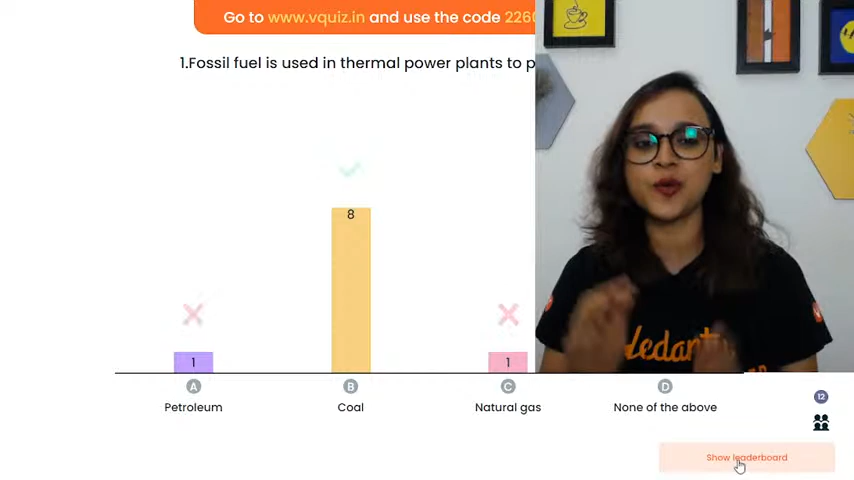 Go to www.vquiz.in and use the code 226
1.Fossil fuel is used in thermal power plants to p
8
1
1
A
B
C
D
Petroleum
Coal
Natural gas
None of the above
12
Vedant
Show leaderboard